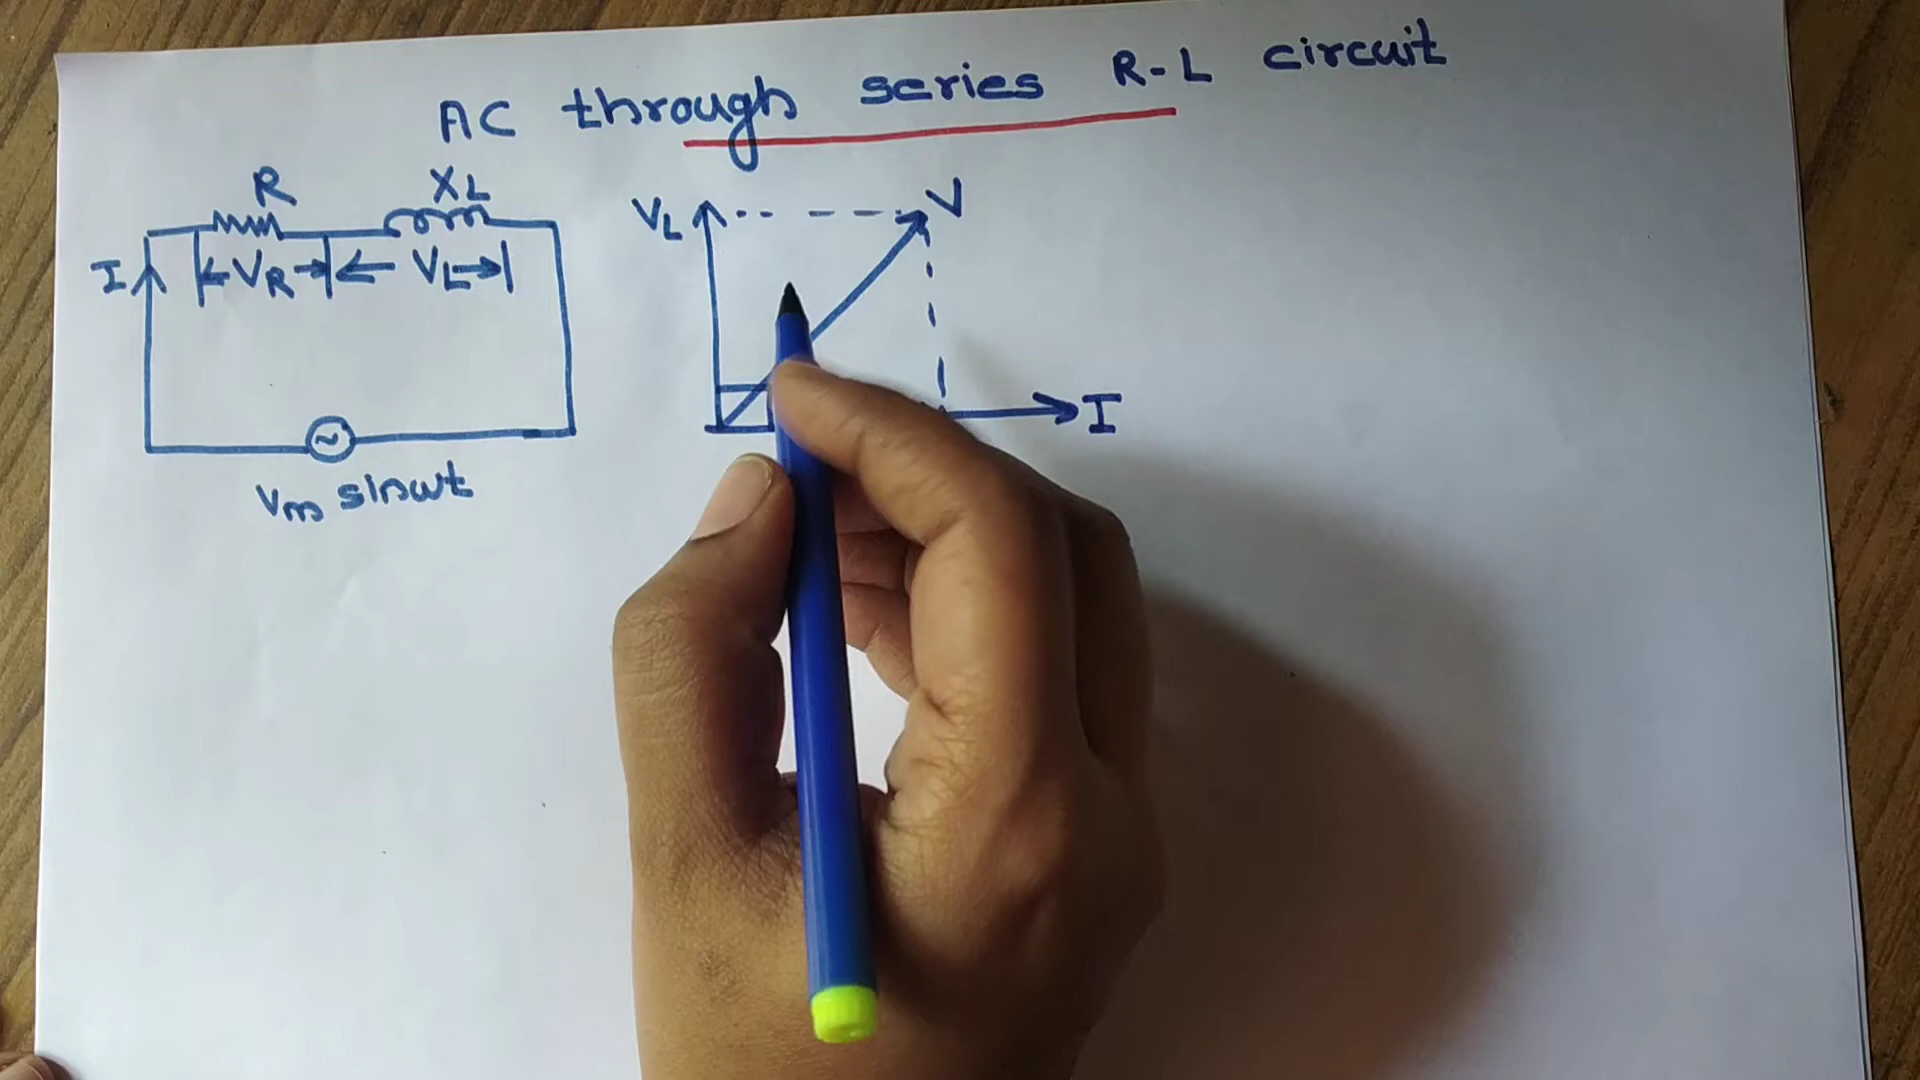 AC through series R-L circuit
R XL
I VR VL
Vm sinωt
VL V
I